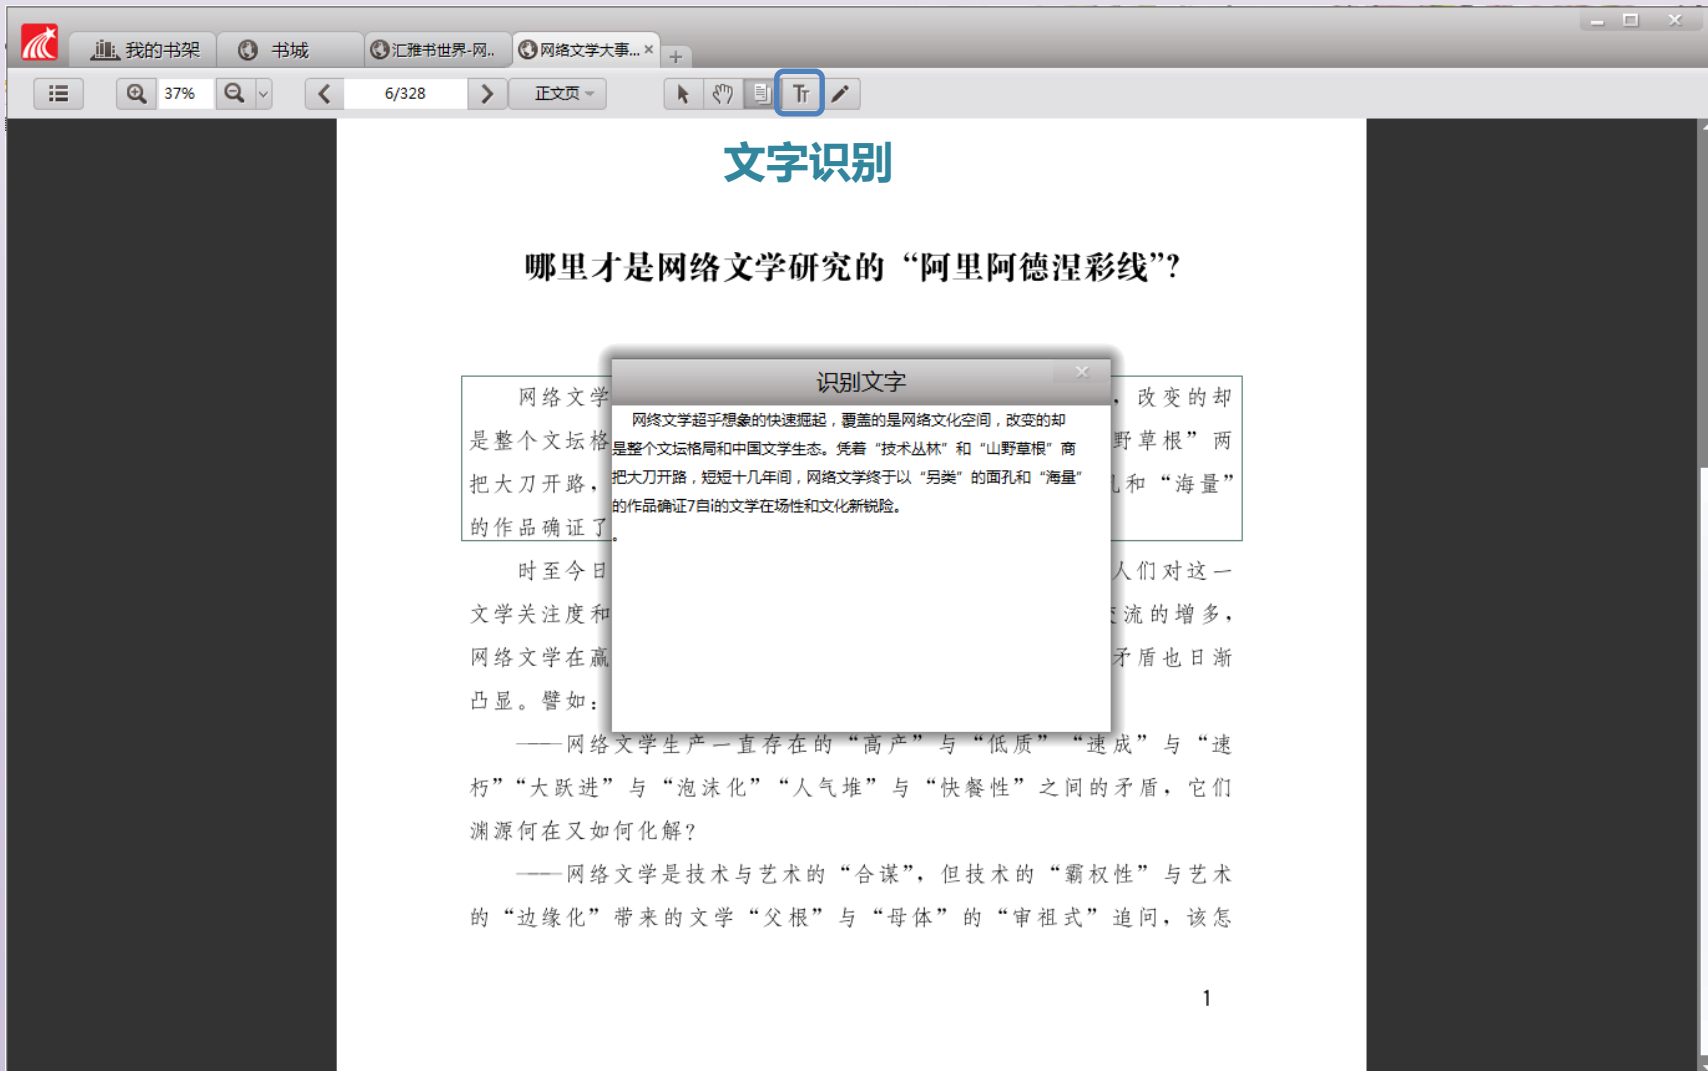 我的书架 书城 汇雅书世界-网.. 网络文学大事...
37% 6/328 正文页
文字识别
哪里才是网络文学研究的“阿里阿德涅彩线”?
识别文字
网终文学超乎想象的快速掘起，覆盖的是网络文化空间，改变的却
是整个文坛格局和中国文学生态。凭着“技术丛林”和“山野草根”商
把大刀开路，短短十几年间，网络文学终于以“另类”的面孔和“海量”
的作品确证7自i的文学在场性和文化新锐险。
。
网络文学 ，改变的却
是整个文坛格 野草根”两
把大刀开路， 和“海量”
的作品确证了
时至今日 人们对这一
文学关注度和 流的增多，
网络文学在赢 矛盾也日渐
凸显。譬如：
——网络文学生产一直存在的“高产”与“低质”“速成”与“速
朽”“大跃进”与“泡沫化”“人气堆”与“快餐性”之间的矛盾，它们
渊源何在又如何化解?
——网络文学是技术与艺术的“合谋”，但技术的“霸权性”与艺术
的“边缘化”带来的文学“父根”与“母体”的“审祖式”追问，该怎
1